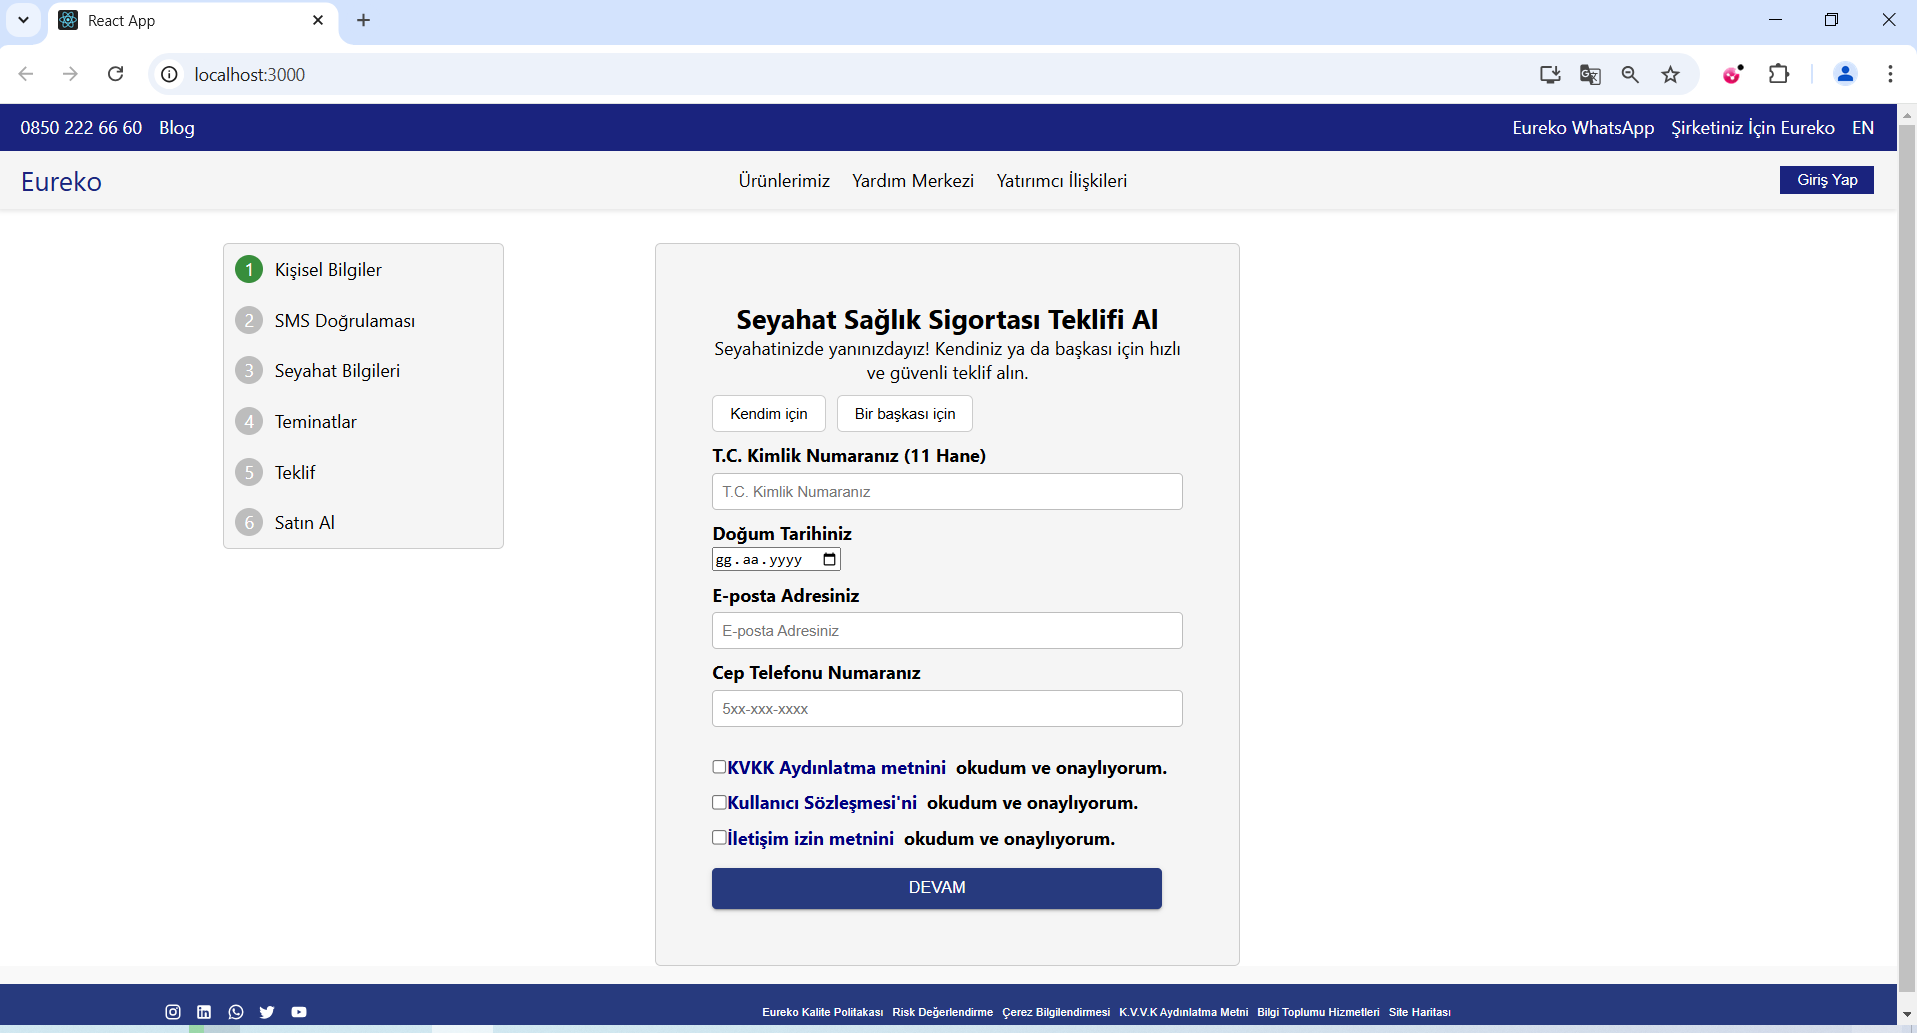 React App
localhost:3000
0850 222 66 60 Blog Eureko WhatsApp Şirketiniz İçin Eureko EN
Eureko Ürünlerimiz Yardım Merkezi Yatırımcı İlişkileri Giriş Yap
1 Kişisel Bilgiler
2 SMS Doğrulaması
3 Seyahat Bilgileri
4 Teminatlar
5 Teklif
6 Satın Al
Seyahat Sağlık Sigortası Teklifi Al
Seyahatinizde yanınızdayız! Kendiniz ya da başkası için hızlı
ve güvenli teklif alın.
Kendim için Bir başkası için
T.C. Kimlik Numaranız (11 Hane)
T.C. Kimlik Numaranız
Doğum Tarihiniz
gg.aa.yyyy
E-posta Adresiniz
E-posta Adresiniz
Cep Telefonu Numaranız
5xx-xxx-xxxx
KVKK Aydınlatma metnini okudum ve onaylıyorum.
Kullanıcı Sözleşmesi'ni okudum ve onaylıyorum.
İletişim izin metnini okudum ve onaylıyorum.
DEVAM
Eureko Kalite Politakası Risk Değerlendirme Çerez Bilgilendirmesi K.V.V.K Aydınlatma Metni Bilgi Toplumu Hizmetleri Site Haritası